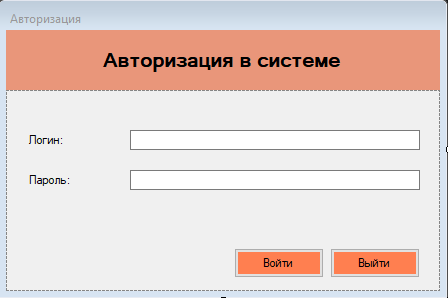 Авторизация
Авторизация в системе
Логин:
Пароль:
Войти
Выйти